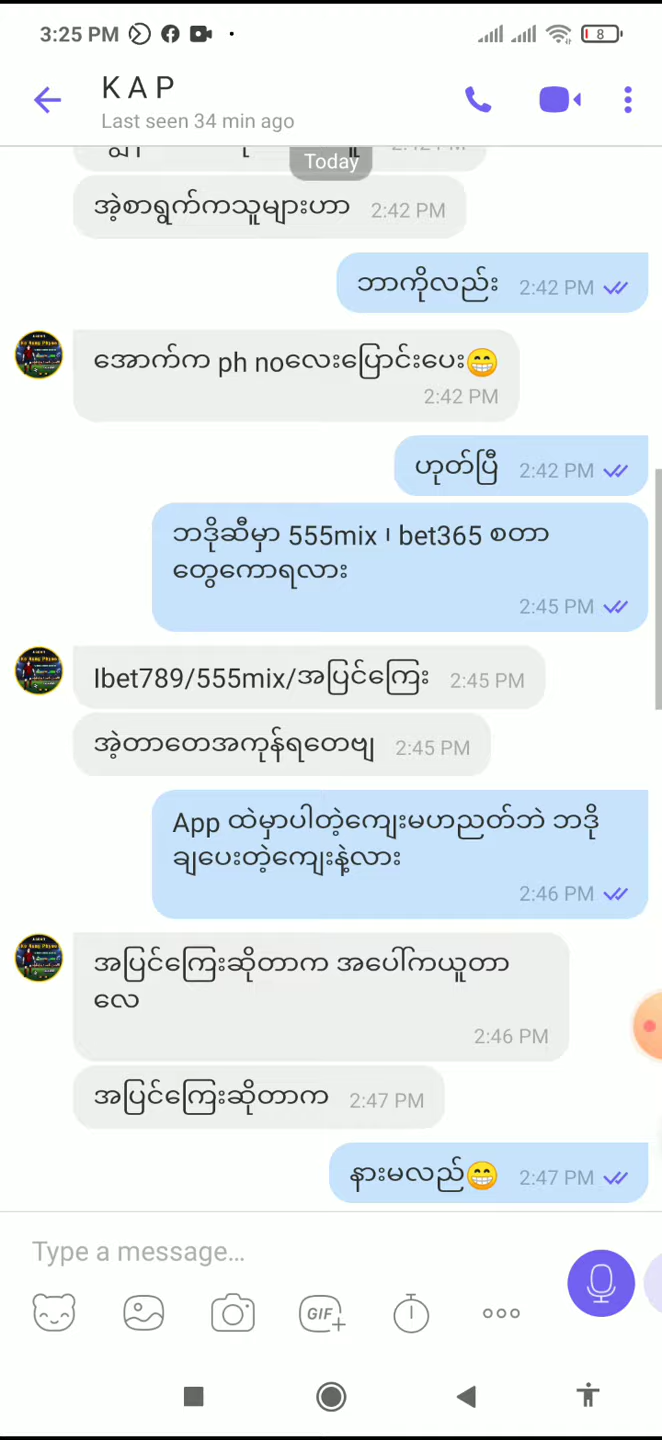 3:25 PM
8
K A P
Last seen 34 min ago
Today
အဲ့စာရွက်ကသူများဟာ 2:42 PM
ဘာကိုလည်း 2:42 PM
အောက်က ph noလေးပြောင်းပေး😁
2:42 PM
ဟုတ်ပြီ 2:42 PM
ဘဒိုဆီမှာ 555mix ၊ bet365 စတာ
တွေကောရလား
2:45 PM
Ibet789/555mix/အပြင်ကြေး 2:45 PM
အဲ့တာတေအကုန်ရတေဗျ 2:45 PM
App ထဲမှာပါတဲ့ကျေးမဟညတ်ဘဲ ဘဒို
ချပေးတဲ့ကျေးနဲ့လား
2:46 PM
အပြင်ကြေးဆိုတာက အပေါ်ကယူတာ
လေ
2:46 PM
အပြင်ကြေးဆိုတာက 2:47 PM
နားမလည်😁 2:47 PM
Type a message...
GIF